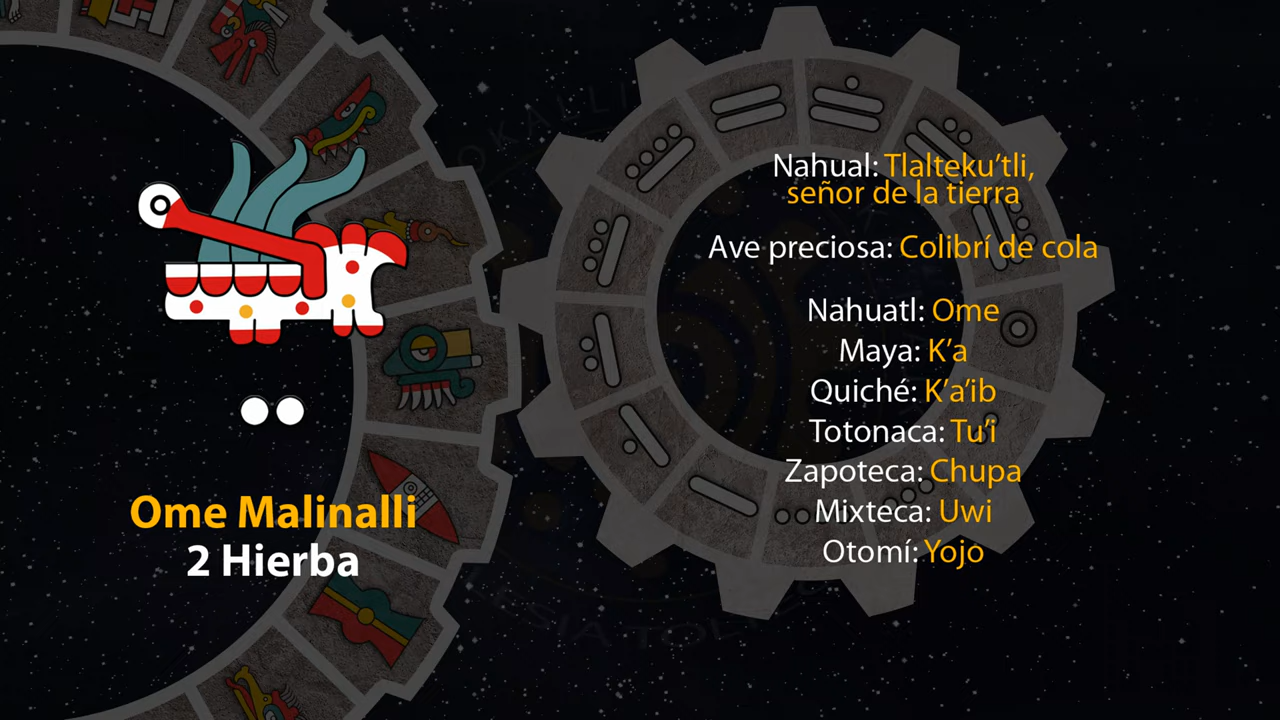 Nahual: Tlalteku'tli,
señor de la tierra
Ave preciosa: Colibrí de cola
Nahuatl: Ome
Maya: K'a
Quiché: K'a'ib
Totonaca: Tu'i
Zapoteca: Chupa
Mixteca: Uwi
Otomí: Yojo
Ome Malinalli
2 Hierba